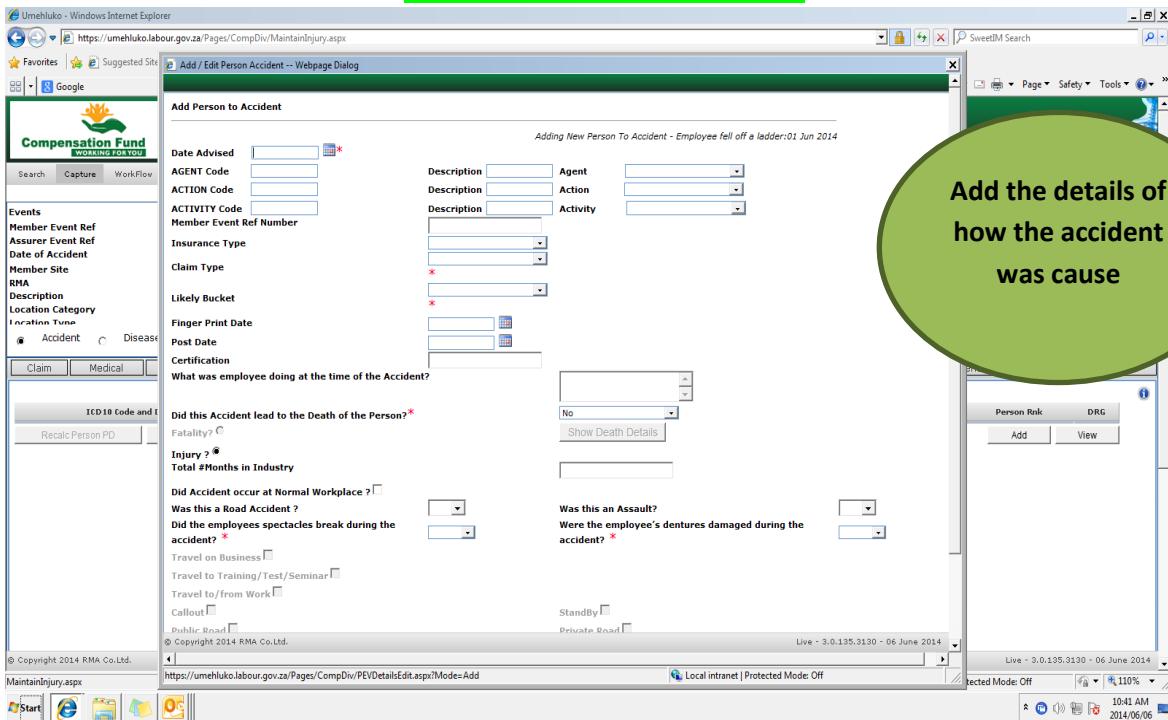 Umehluko - Windows Internet Explorer
https://umehluko.labour.gov.za/Pages/CompDiv/MaintainInjury.aspx
SweetIM Search
Favorites Suggested Site
Add / Edit Person Accident -- Webpage Dialog
Google
Page Safety Tools
Compensation Fund
WORKING FOR YOU
Search Capture WorkFlow
Events
Member Event Ref
Assurer Event Ref
Date of Accident
Member Site
RMA
Description
Location Category
Location Type
Accident Disease
Claim Medical
ICD10 Code and
Recalc Person PD
Add Person to Accident
Adding New Person To Accident - Employee fell off a ladder:01 Jun 2014
Date Advised *
AGENT Code Description Agent
ACTION Code Description Action
ACTIVITY Code Description Activity
Member Event Ref Number
Insurance Type
Claim Type *
Likely Bucket *
Finger Print Date
Post Date
Certification
What was employee doing at the time of the Accident?
Did this Accident lead to the Death of the Person?* No
Fatality? Show Death Details
Injury ?
Total #Months in Industry
Did Accident occur at Normal Workplace ?
Was this a Road Accident ? Was this an Assault?
Did the employees spectacles break during the accident? * Were the employee's dentures damaged during the accident? *
Travel on Business
Travel to Training/Test/Seminar
Travel to/from Work
Callout StandBy
Public Road Private Road
© Copyright 2014 RMA Co.Ltd. Live - 3.0.135.3130 - 06 June 2014
https://umehluko.labour.gov.za/Pages/CompDiv/PEVDetailsEdit.aspx?Mode=Add Local intranet | Protected Mode: Off
Add the details of
how the accident
was cause
Person Rnk DRG
Add View
© Copyright 2014 RMA Co.Ltd. Live - 3.0.135.3130 - 06 June 2014
MaintainInjury.aspx tected Mode: Off 110%
Start
10:41 AM
2014/06/06